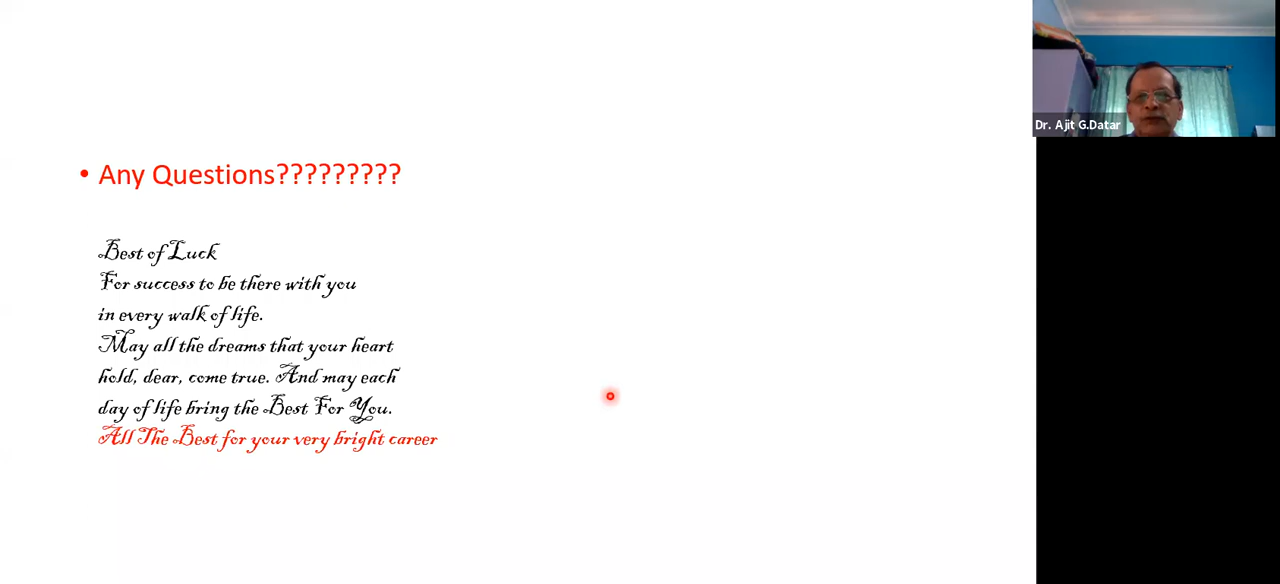 • Any Questions?????????
Best of Luck
For success to be there with you
in every walk of life.
May all the dreams that your heart
hold, dear, come true. And may each
day of life bring the Best For You.
All The Best for your very bright career
Dr. Ajit G.Datar